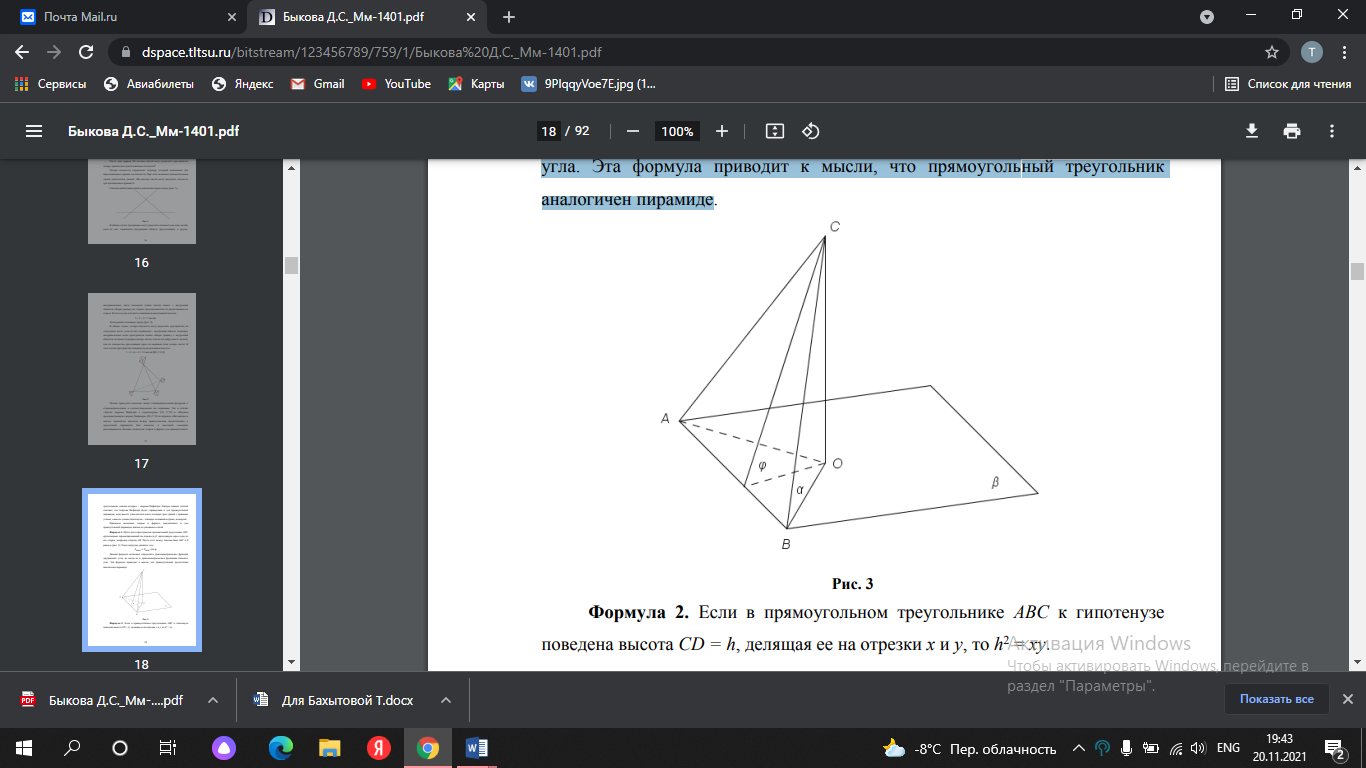 Почта Mail.ru
Быкова Д.С._Мм-1401.pdf
dspace.tltsu.ru/bitstream/123456789/759/1/Быкова%20Д.С._Мм-1401.pdf
T
Сервисы
Авиабилеты
Яндекс
Gmail
YouTube
Карты
9PlqqyVoe7E.jpg (1...
Список для чтения
Быкова Д.С._Мм-1401.pdf
18 / 92
100%
16
17
18
угла. Эта формула приводит к мысли, что прямоугольный треугольник
аналогичен пирамиде.
C
A
φ
O
α
β
B
Рис. 3
Формула 2. Если в прямоугольном треугольнике ABC к гипотенузе
поведена высота CD = h, делящая ее на отрезки x и y, то h² = xy.
Активация Windows
Чтобы активировать Windows, перейдите в
раздел "Параметры".
Быкова Д.С._Мм-....pdf
Для Бахытовой Т.docx
Показать все
-8°C Пер. облачность
ENG
19:43
20.11.2021
2